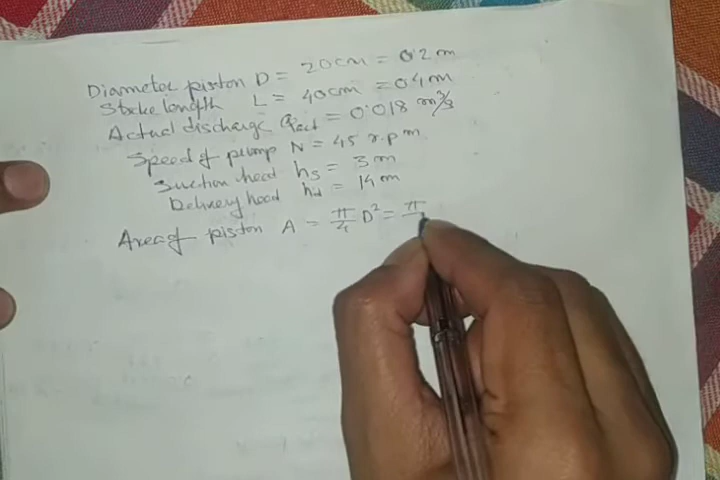 Diameter piston D = 20cm = 0.2 m
Stroke length L = 40cm = 0.4m
Actual discharge Qact = 0.018 m³/s
Speed of pump N = 45 r.p.m
Suction head hs = 3 m
Delivery head hd = 14 m
Area of piston A = π/4 D² = π